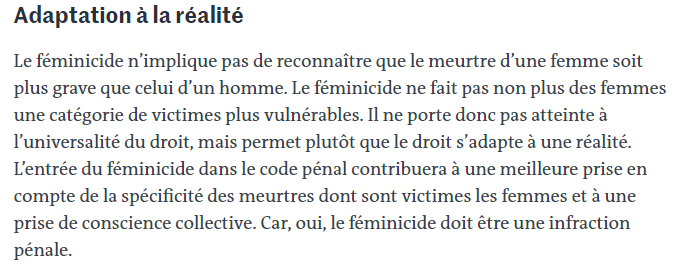 Adaptation à la réalité
Le féminicide n’implique pas de reconnaître que le meurtre d’une femme soit
plus grave que celui d’un homme. Le féminicide ne fait pas non plus des femmes
une catégorie de victimes plus vulnérables. Il ne porte donc pas atteinte à
l’universalité du droit, mais permet plutôt que le droit s’adapte à une réalité.
L’entrée du féminicide dans le code pénal contribuera à une meilleure prise en
compte de la spécificité des meurtres dont sont victimes les femmes et à une
prise de conscience collective. Car, oui, le féminicide doit être une infraction
pénale.